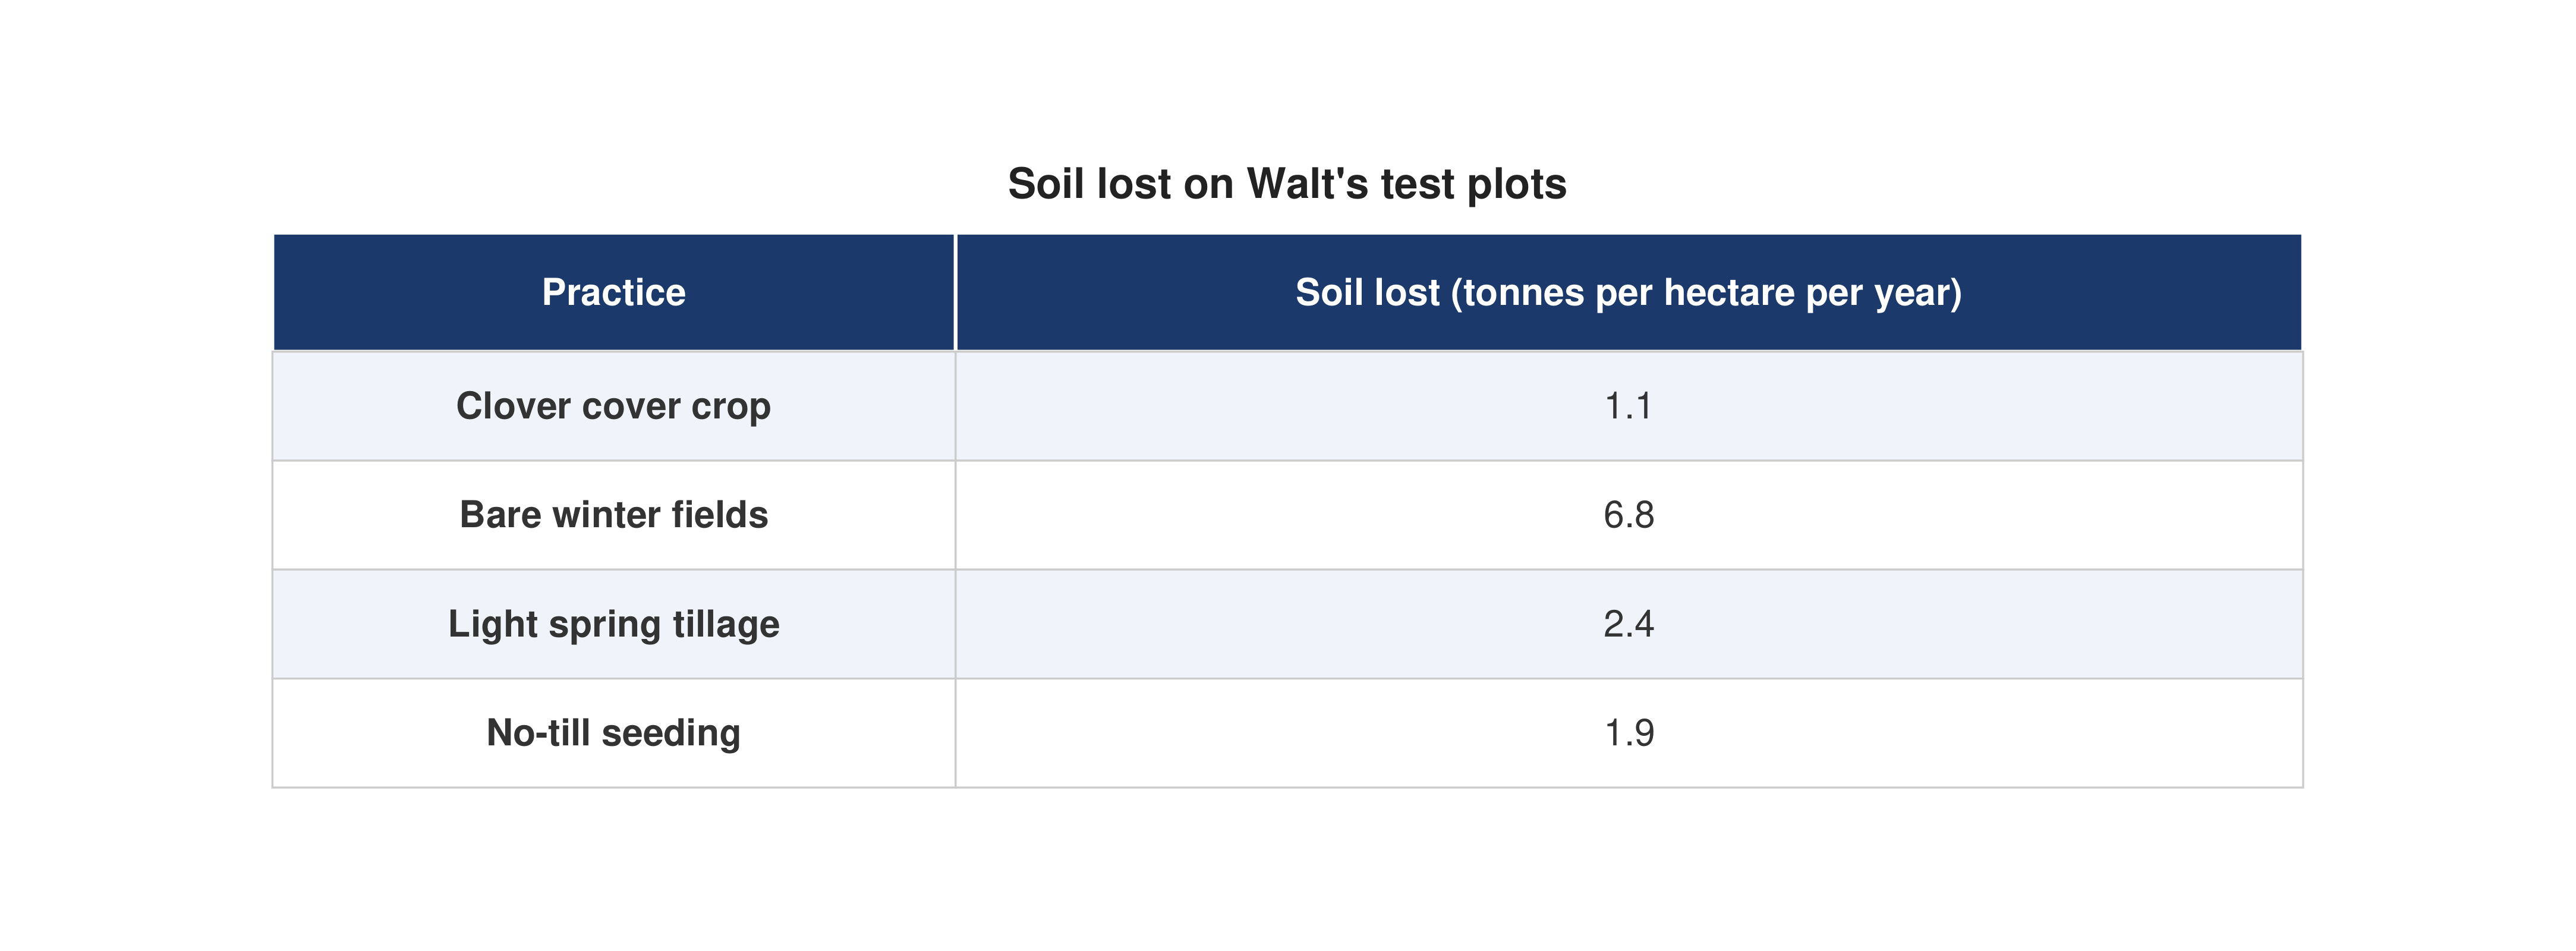 Soil lost on Walt's test plots
Practice Soil lost (tonnes per hectare per year)
Clover cover crop 1.1
Bare winter fields 6.8
Light spring tillage 2.4
No-till seeding 1.9